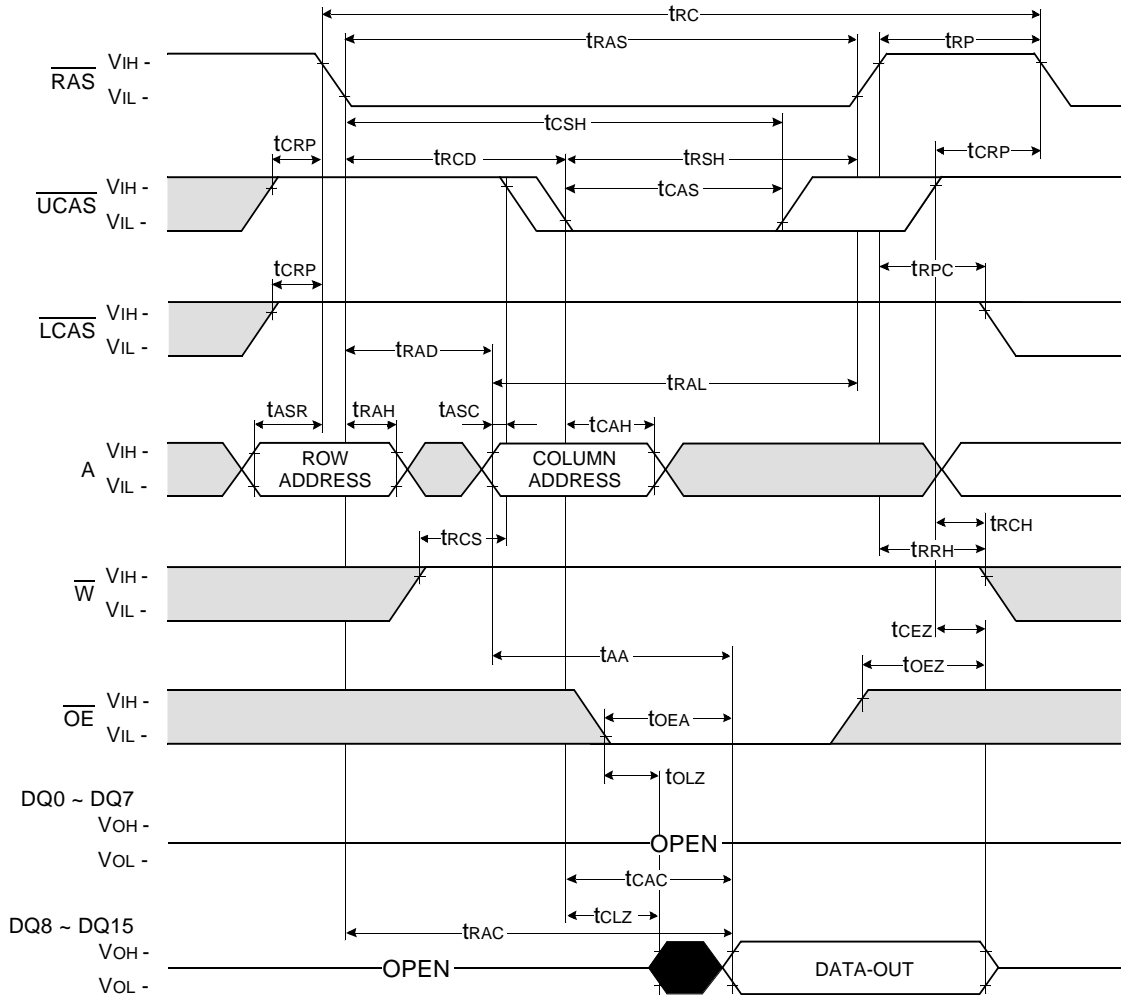 tRC
tRAS
tRP
RAS
VIH -
VIL -
tCSH
tCRP
tRCD
tRSH
tCRP
UCAS
VIH -
VIL -
tCAS
tCRP
tRPC
LCAS
VIH -
VIL -
tRAD
tRAL
tASR
tRAH
tASC
tCAH
A
VIH -
VIL -
ROW
ADDRESS
COLUMN
ADDRESS
tRCS
tRCH
tRRH
W
VIH -
VIL -
tCEZ
tAA
tOEZ
OE
VIH -
VIL -
tOEA
tOLZ
DQ0 ~ DQ7
VOH -
VOL -
OPEN
tCAC
tCLZ
DQ8 ~ DQ15
tRAC
VOH -
VOL -
OPEN
DATA-OUT